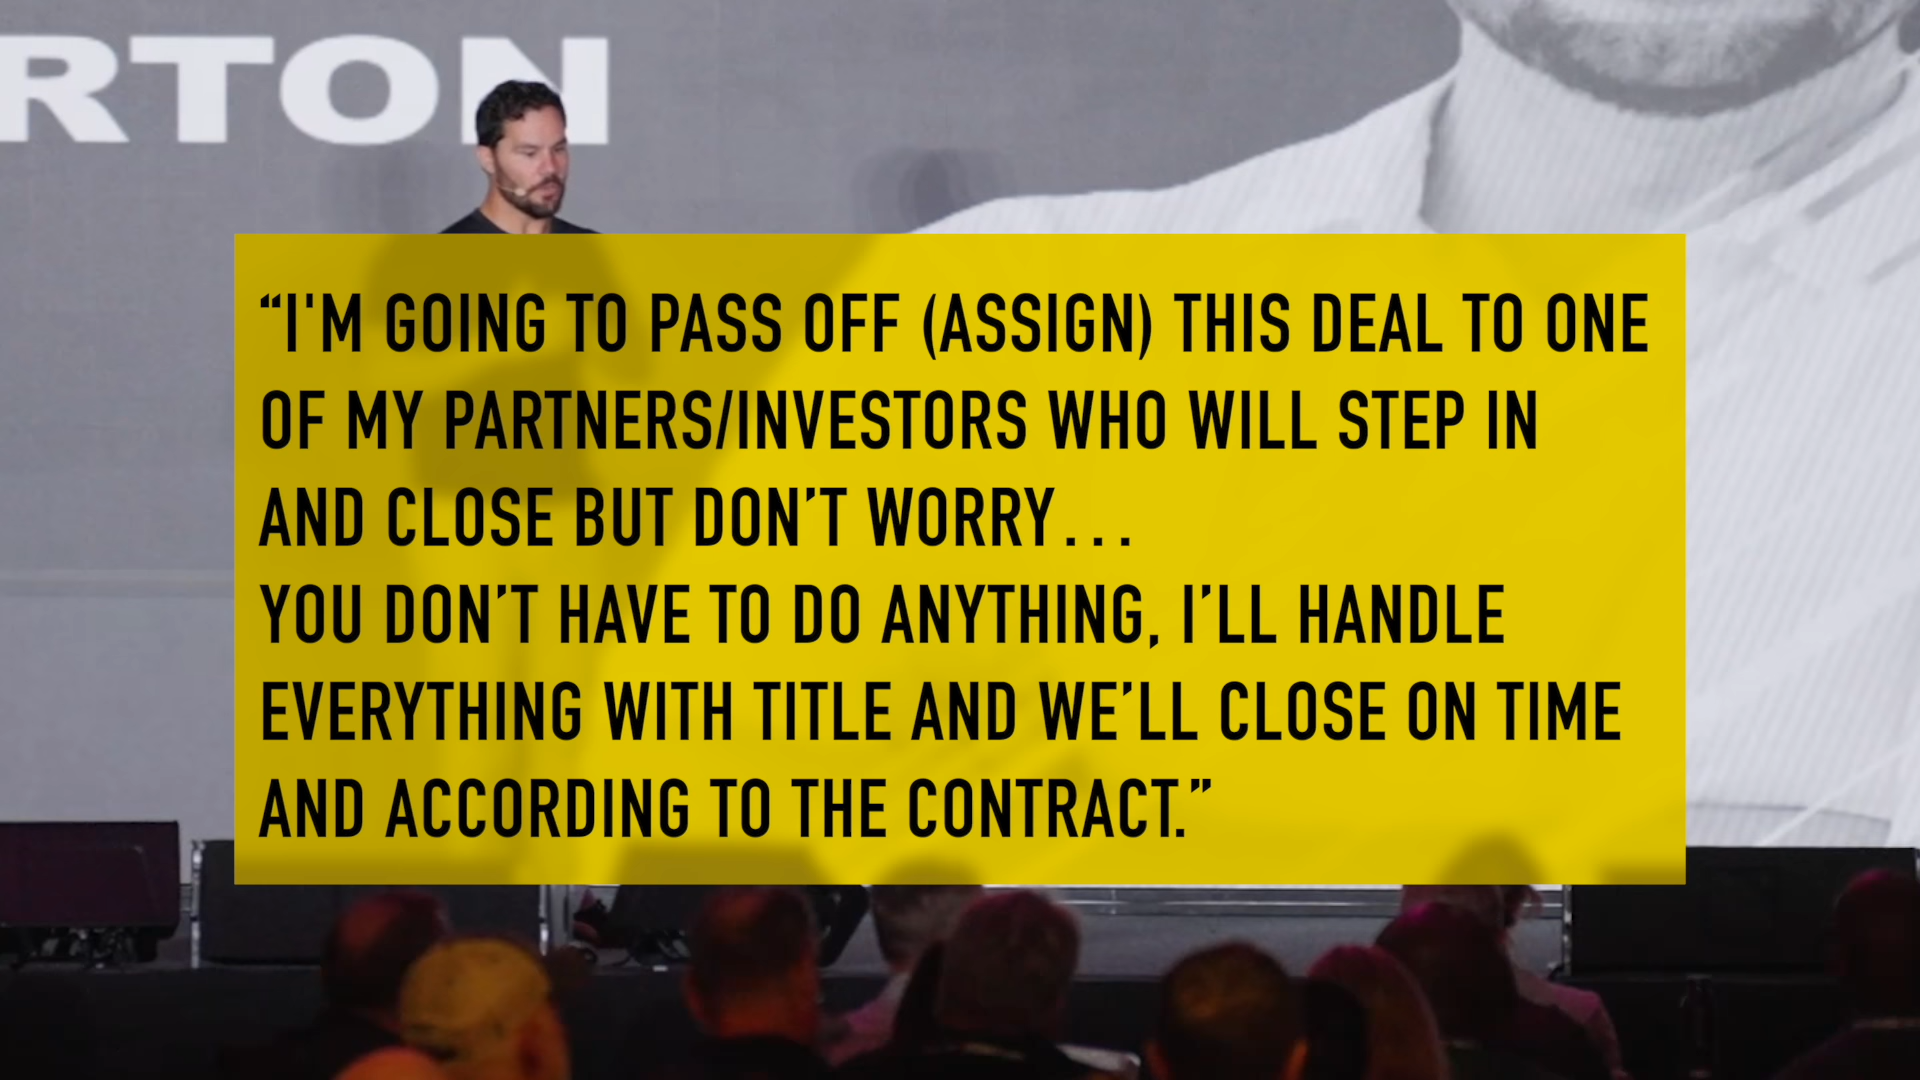 RTON
“I'M GOING TO PASS OFF (ASSIGN) THIS DEAL TO ONE
OF MY PARTNERS/INVESTORS WHO WILL STEP IN
AND CLOSE BUT DON’T WORRY...
YOU DON’T HAVE TO DO ANYTHING, I’LL HANDLE
EVERYTHING WITH TITLE AND WE’LL CLOSE ON TIME
AND ACCORDING TO THE CONTRACT.”